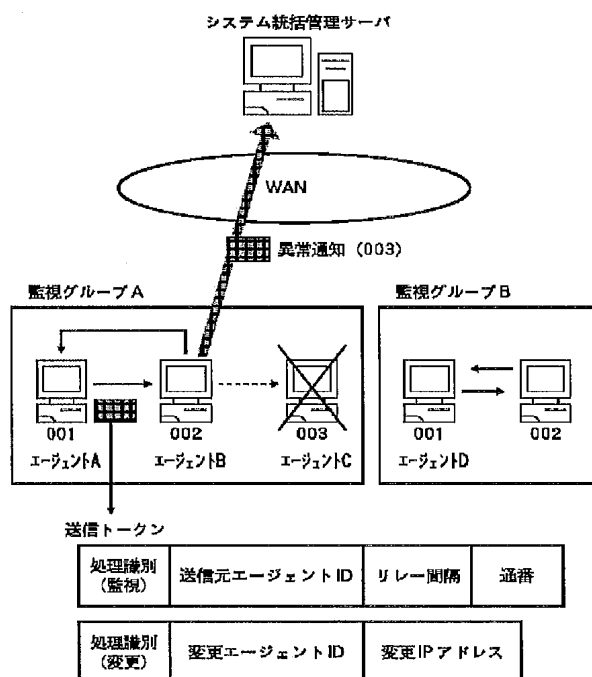 システム統括管理サーバ
WAN
異常通知（003）
監視グループA
監視グループB
001
002
003
001
002
エージェントA
エージェントB
エージェントC
エージェントD
送信トークン
処理識別
(監視)
送信元エージェントID
リレー間隔
通番
処理識別
(変更)
変更エージェントID
変更IPアドレス